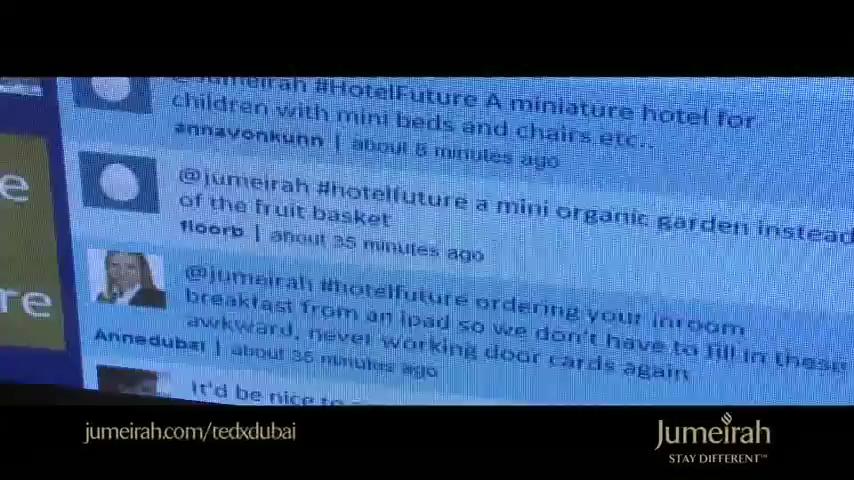 @Jumeirah #HotelFuture A miniature hotel for
children with mini beds and chairs etc..
annavonkunn | about 8 minutes ago
e
@jumeirah #hotelfuture a mini organic garden instead
of the fruit basket
floorb | about 35 minutes ago
re
@jumeirah #hotelfuture ordering your inroom
breakfast from an ipad so we don't have to fill in these
awkward, never working door cards again
Annedubai | about 35 minutes ago
It'd be nice to
jumeirah.com/tedxdubai
Jumeirah
STAY DIFFERENT™